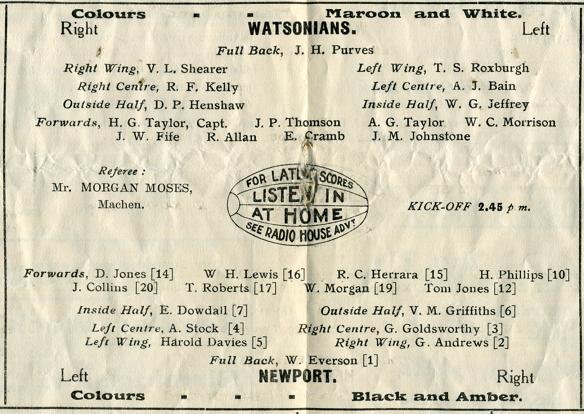 Colours - - Maroon and White.
Right WATSONIANS. Left
Full Back, J. H. Purves
Right Wing, V. L. Shearer Left Wing, T. S. Roxburgh
Right Centre, R. F. Kelly Left Centre, A. J. Bain
Outside Half, D. P. Henshaw Inside Half, W. G. Jeffrey
Forwards, H. G. Taylor, Capt. J. P. Thomson A. G. Taylor W. C. Morrison
J. W. Fife R. Allan E. Cramb J. M. Johnstone
Referee :
Mr. MORGAN MOSES,
Machen.
FOR SCORES
LISTEN IN
AT HOME
SEE RADIO HOUSE ADVT
KICK-OFF 2.45 p m.
Forwards, D. Jones [14] W H. Lewis [16] R. C. Herrara [15] H. Phillips [10]
J. Collins [20] T. Roberts [17] W. Morgan [19] Tom Jones [12]
Inside Half, E. Dowdall [7] Outside Half, V. M. Griffiths [6]
Left Centre, A. Stock [4] Right Centre, G. Goldsworthy [3]
Left Wing, Harold Davies [5] Right Wing, G. Andrews [2]
Full Back, W. Everson [1]
Left NEWPORT. Right
Colours - - - Black and Amber.